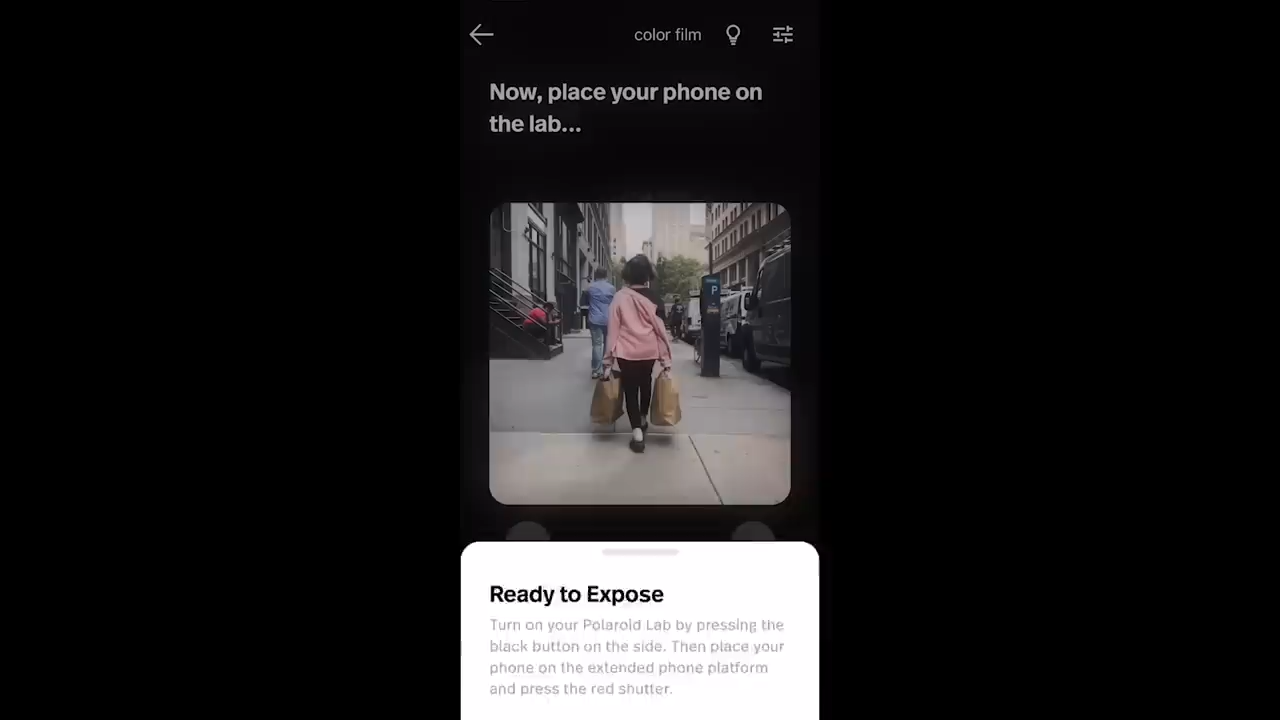 color film
Now, place your phone on
the lab...
P
Ready to Expose
Turn on your Polaroid Lab by pressing the
black button on the side. Then place your
phone on the extended phone platform
and press the red shutter.